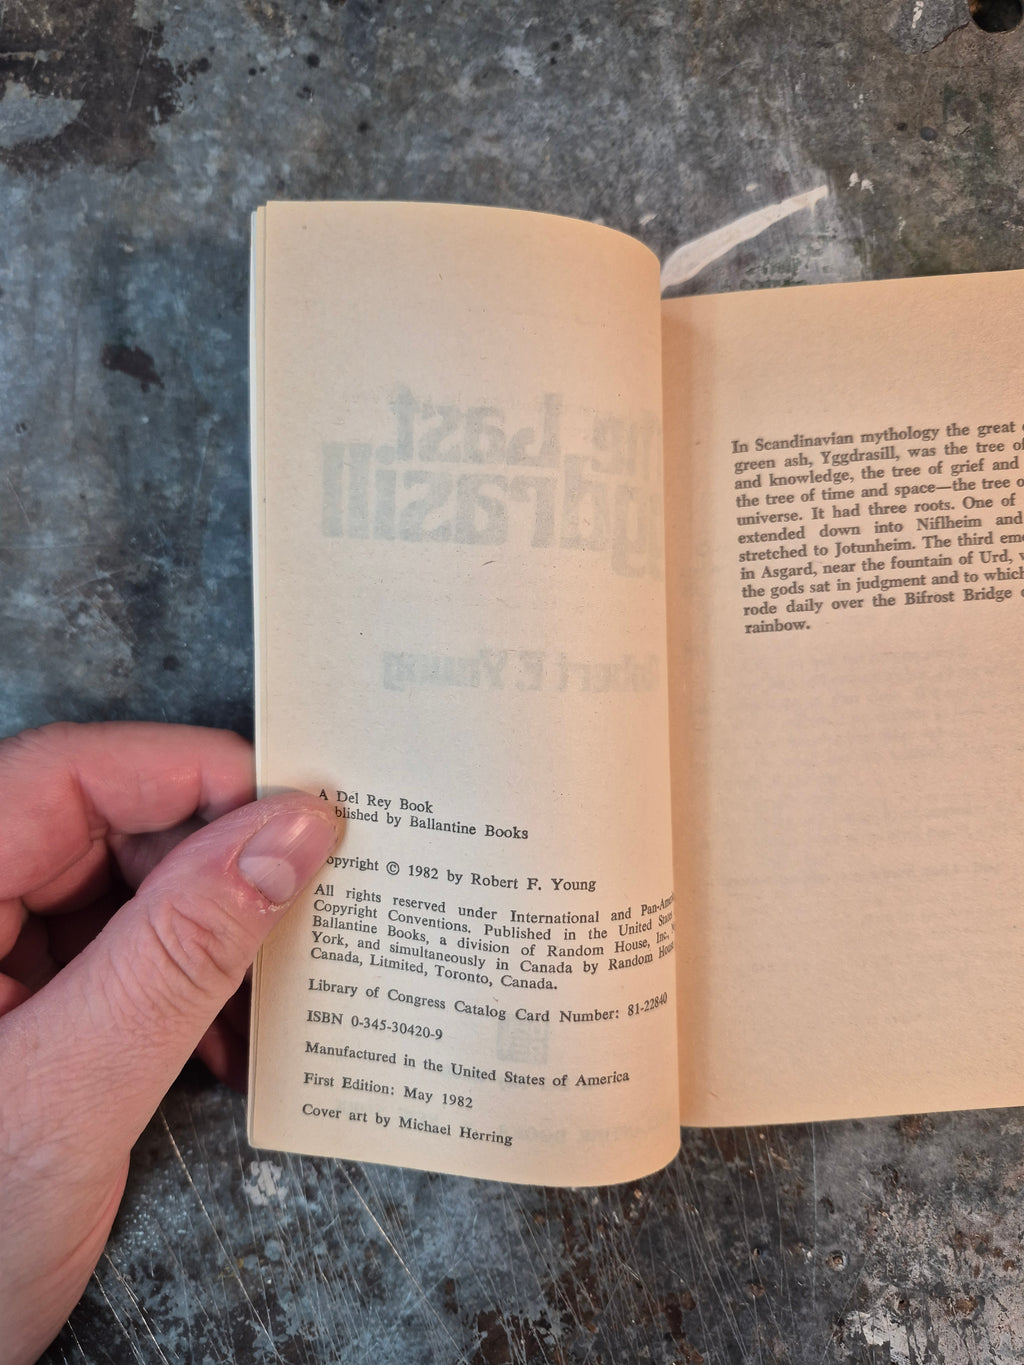 A Del Rey Book
blished by Ballantine Books
opyright © 1982 by Robert F. Young
All rights reserved under International and Pan-Ameri
Copyright Conventions. Published in the United States
Ballantine Books, a division of Random House, Inc.,
York, and simultaneously in Canada by Random House
Canada, Litmited, Toronto, Canada.
Library of Congress Catalog Card Number: 81-22840
ISBN 0-345-30420-9
Manufactured in the United States of America
First Edition: May 1982
Cover art by Michael Herring
In Scandinavian mythology the great
green ash, Yggdrasill, was the tree of
and knowledge, the tree of grief and
the tree of time and space—the tree o
universe. It had three roots. One of
extended down into Niflheim and
stretched to Jotunheim. The third eme
in Asgard, near the fountain of Urd,
the gods sat in judgment and to which
rode daily over the Bifrost Bridge
rainbow.